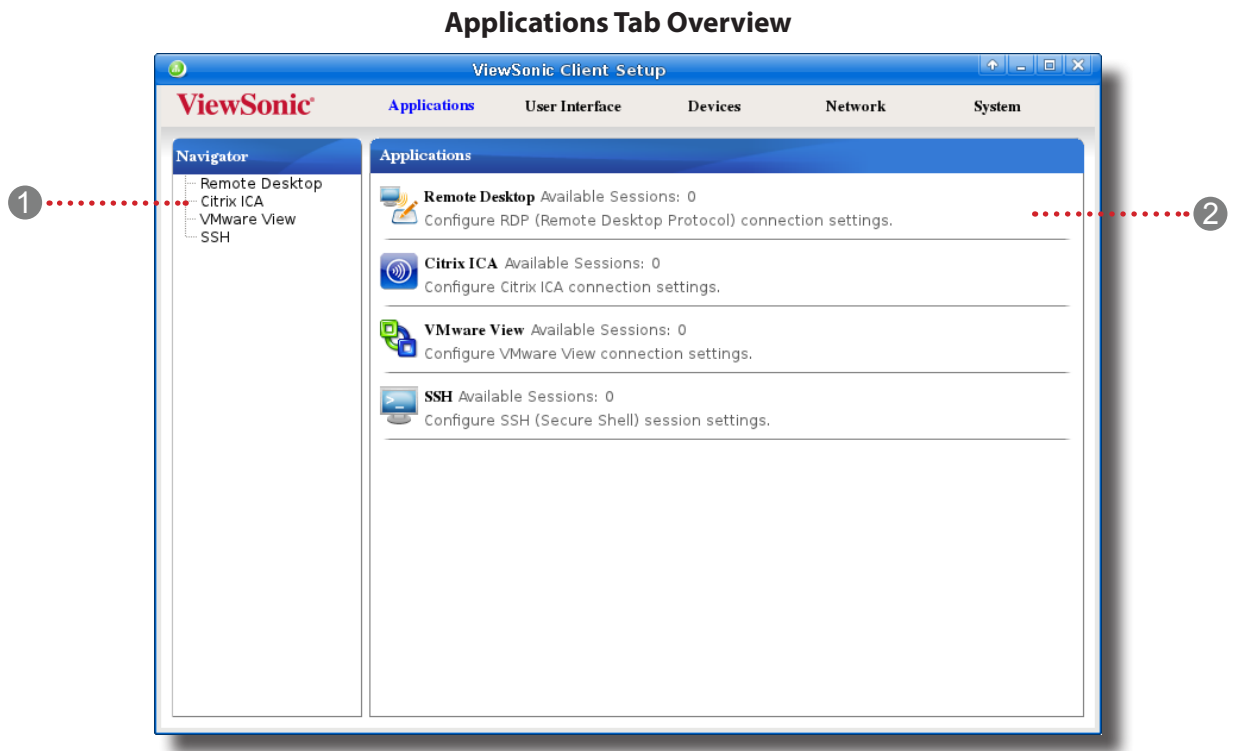 Applications Tab Overview
ViewSonic Client Setup
ViewSonic®
Applications User Interface Devices Network System
Navigator
Remote Desktop
Citrix ICA
VMware View
SSH
1
Applications
Remote Desktop Available Sessions: 0
Configure RDP (Remote Desktop Protocol) connection settings.
Citrix ICA Available Sessions: 0
Configure Citrix ICA connection settings.
VMware View Available Sessions: 0
Configure VMware View connection settings.
SSH Available Sessions: 0
Configure SSH (Secure Shell) session settings.
2